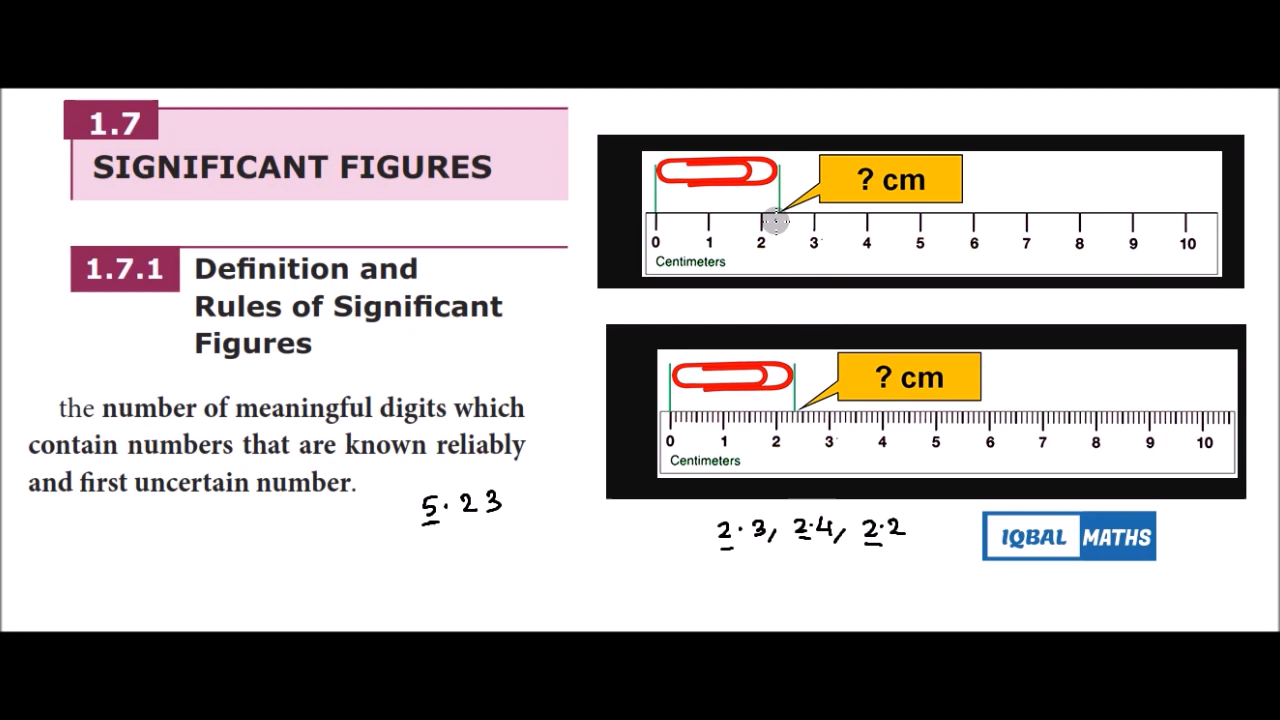 1.7
SIGNIFICANT FIGURES
1.7.1 Definition and
Rules of Significant
Figures
the number of meaningful digits which
contain numbers that are known reliably
and first uncertain number.
5.23
? cm
0 1 2 3 4 5 6 7 8 9 10
Centimeters
? cm
0 1 2 3 4 5 6 7 8 9 10
Centimeters
2.3, 2.4, 2.2
IQBAL MATHS